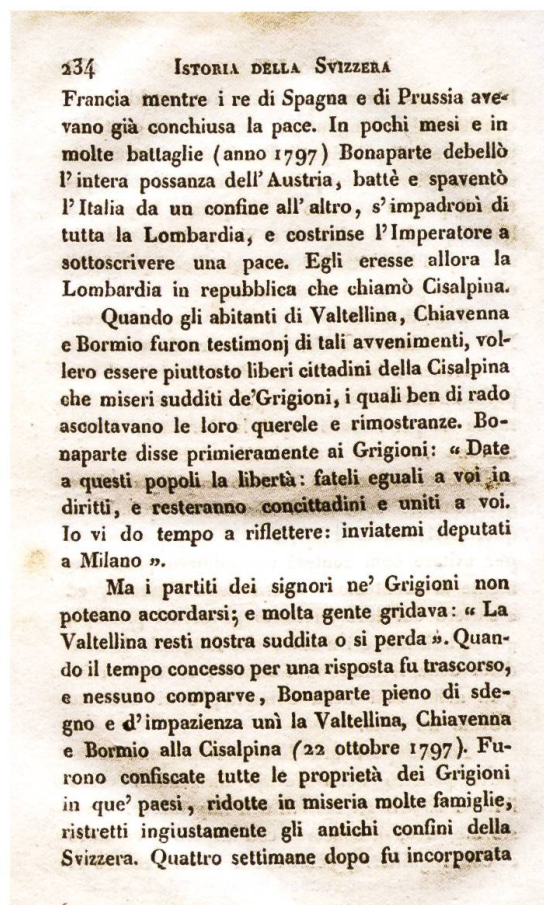 234 ISTORIA DELLA SVIZZERA
Francia mentre i re di Spagna e di Prussia ave-
vano già conchiusa la pace. In pochi mesi e in
molte battaglie (anno 1797) Bonaparte debellò
l'intera possanza dell'Austria, battè e spaventò
l'Italia da un confine all'altro, s'impadronì di
tutta la Lombardia, e costrinse l'Imperatore a
sottoscrivere una pace. Egli eresse allora la
Lombardia in repubblica che chiamò Cisalpina.
Quando gli abitanti di Valtellina, Chiavenna
e Bormio furon testimonj di tali avvenimenti, vol-
lero essere piuttosto liberi cittadini della Cisalpina
che miseri sudditi de'Grigioni, i quali ben di rado
ascoltavano le loro querele e rimostranze. Bo-
naparte disse primieramente ai Grigioni: « Date
a questi popoli la libertà: fateli eguali a voi in
diritti, e resteranno concittadini e uniti a voi.
Io vi do tempo a riflettere: inviatemi deputati
a Milano ».
Ma i partiti dei signori ne' Grigioni non
poteano accordarsi; e molta gente gridava: « La
Valtellina resti nostra suddita o si perda ». Quan-
do il tempo concesso per una risposta fu trascorso,
e nessuno comparve, Bonaparte pieno di sde-
gno e d'impazienza unì la Valtellina, Chiavenna
e Bormio alla Cisalpina (22 ottobre 1797). Fu-
rono confiscate tutte le proprietà dei Grigioni
in que' paesi, ridotte in miseria molte famiglie,
ristretti ingiustamente gli antichi confini della
Svizzera. Quattro settimane dopo fu incorporata